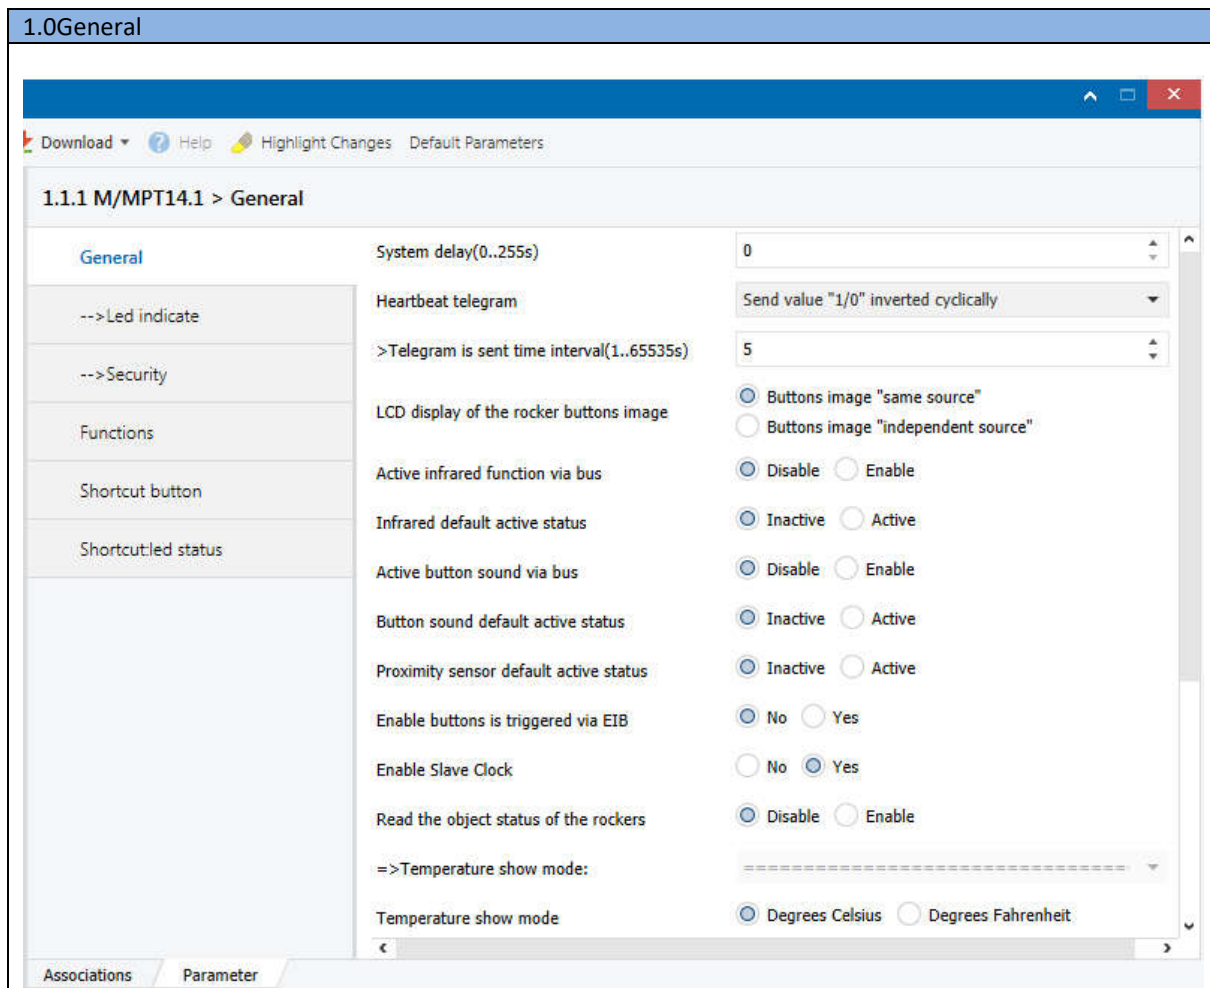 1.0General
Download Help Highlight Changes Default Parameters
1.1.1 M/MPT14.1 > General
General
-->Led indicate
-->Security
Functions
Shortcut button
Shortcut:led status
System delay(0..255s) 0
Heartbeat telegram Send value "1/0" inverted cyclically
>Telegram is sent time interval(1..65535s) 5
LCD display of the rocker buttons image Buttons image "same source"
Buttons image "independent source"
Active infrared function via bus Disable Enable
Infrared default active status Inactive Active
Active button sound via bus Disable Enable
Button sound default active status Inactive Active
Proximity sensor default active status Inactive Active
Enable buttons is triggered via EIB No Yes
Enable Slave Clock No Yes
Read the object status of the rockers Disable Enable
=>Temperature show mode: ================================
Temperature show mode Degrees Celsius Degrees Fahrenheit
Associations Parameter